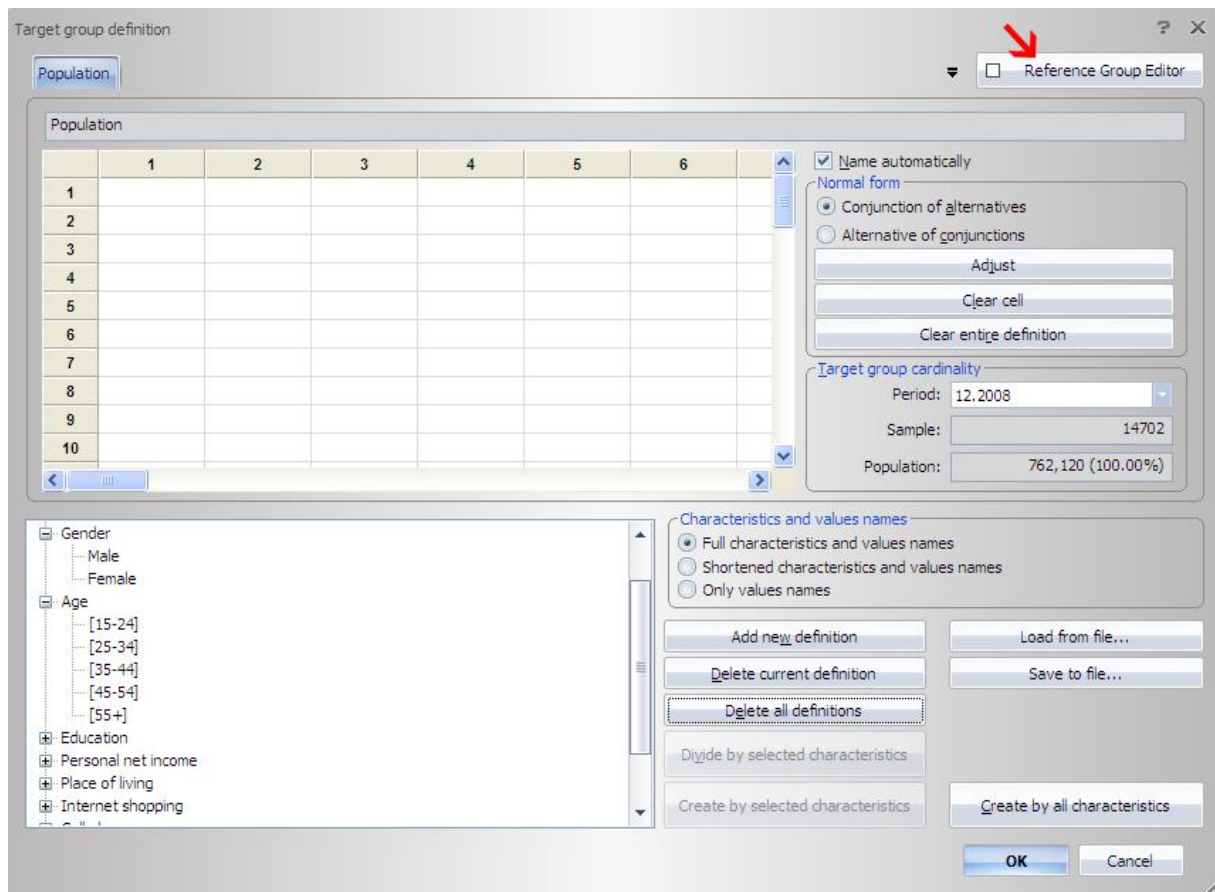 Target group definition
?
X
Population
Reference Group Editor
Population
1 2 3 4 5 6
1
2
3
4
5
6
7
8
9
10
Name automatically
Normal form
Conjunction of alternatives
Alternative of conjunctions
Adjust
Clear cell
Clear entire definition
Target group cardinality
Period: 12.2008
Sample: 14702
Population: 762,120 (100.00%)
Gender
Male
Female
Age
[15-24]
[25-34]
[35-44]
[45-54]
[55+]
Education
Personal net income
Place of living
Internet shopping
Characteristics and values names
Full characteristics and values names
Shortened characteristics and values names
Only values names
Add new definition
Load from file...
Delete current definition
Save to file...
Delete all definitions
Divide by selected characteristics
Create by selected characteristics
Create by all characteristics
OK
Cancel